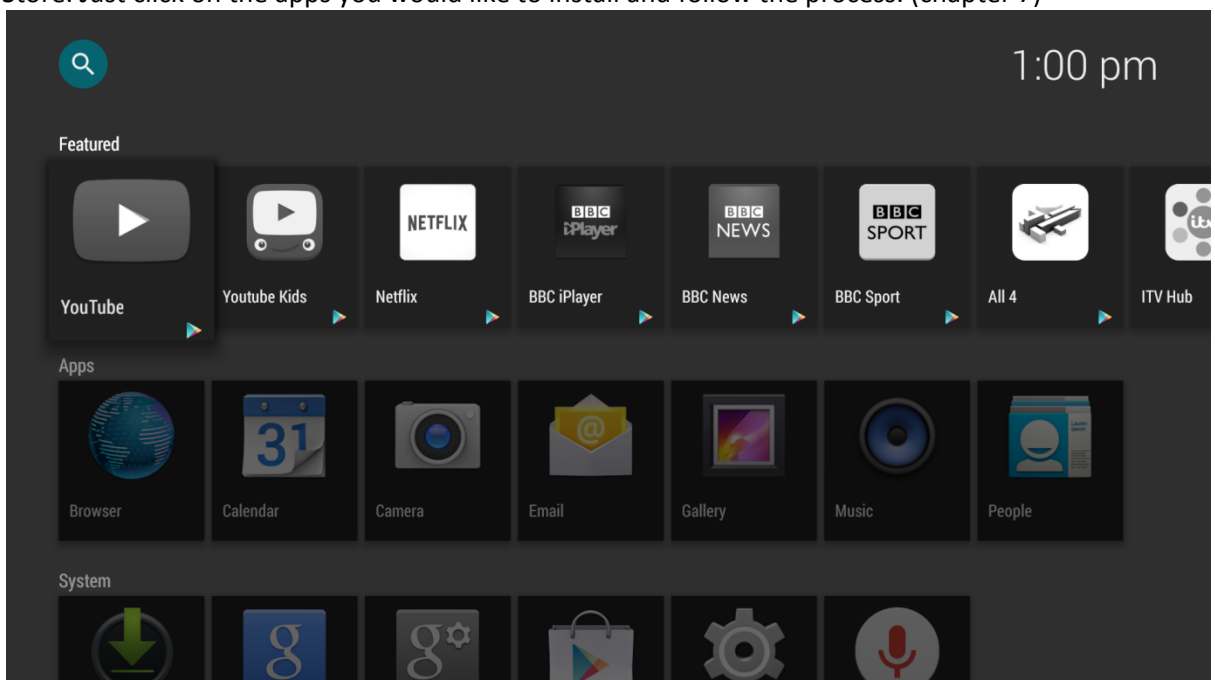 Store. Just click on the apps you would like to install and follow the process. (chapter 7)
1:00 pm
Featured
NETFLIX
BBC
iPlayer
BBC
NEWS
BBC
SPORT
itv
YouTube
Youtube Kids
Netflix
BBC iPlayer
BBC News
BBC Sport
All 4
ITV Hub
Apps
31
@
Browser
Calendar
Camera
Email
Gallery
Music
People
System
g
g